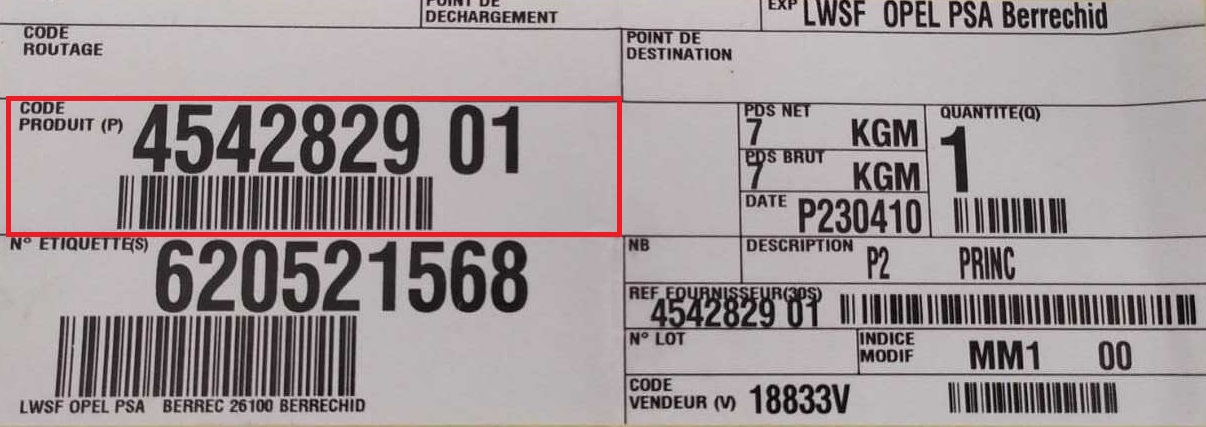 POINT DE
DECHARGEMENT
EXP LWSF OPEL PSA Berrechid
CODE
ROUTAGE
POINT DE
DESTINATION
CODE
PRODUIT (P) 4542829 01
PDS NET
7 KGM
PDS BRUT
7 KGM
DATE P230410
QUANTITE(Q)
1
N° ETIQUETTE(S)
620521568
LWSF OPEL PSA BERREC 26100 BERRECHID
NB
DESCRIPTION
P2 PRINC
REF FOURNISSEUR(30S)
4542829 01
N° LOT
INDICE
MODIF MM1 00
CODE
VENDEUR (V) 18833V